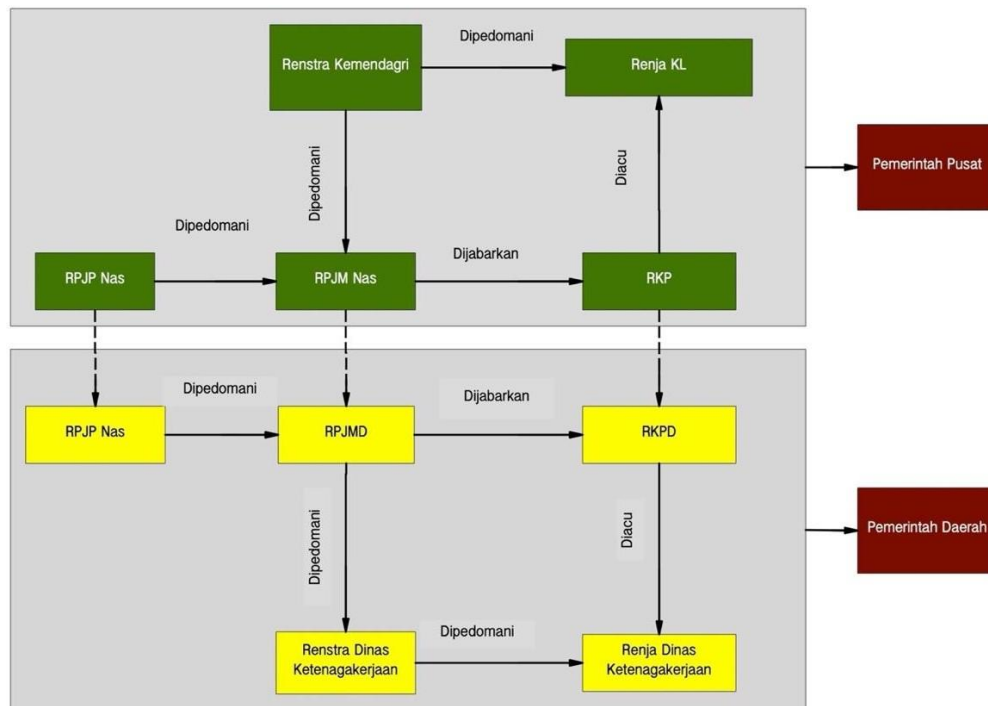 Dipedomani
Renstra Kemendagri
Renja KL
Dipedomani
Diacu
Pemerintah Pusat
Dipedomani
Dijabarkan
RPJP Nas
RPJM Nas
RKP
Dipedomani
Dijabarkan
RPJP Nas
RPJMD
RKPD
Dipedomani
Diacu
Pemerintah Daerah
Dipedomani
Renstra Dinas
Ketenagakerjaan
Renja Dinas
Ketenagakerjaan